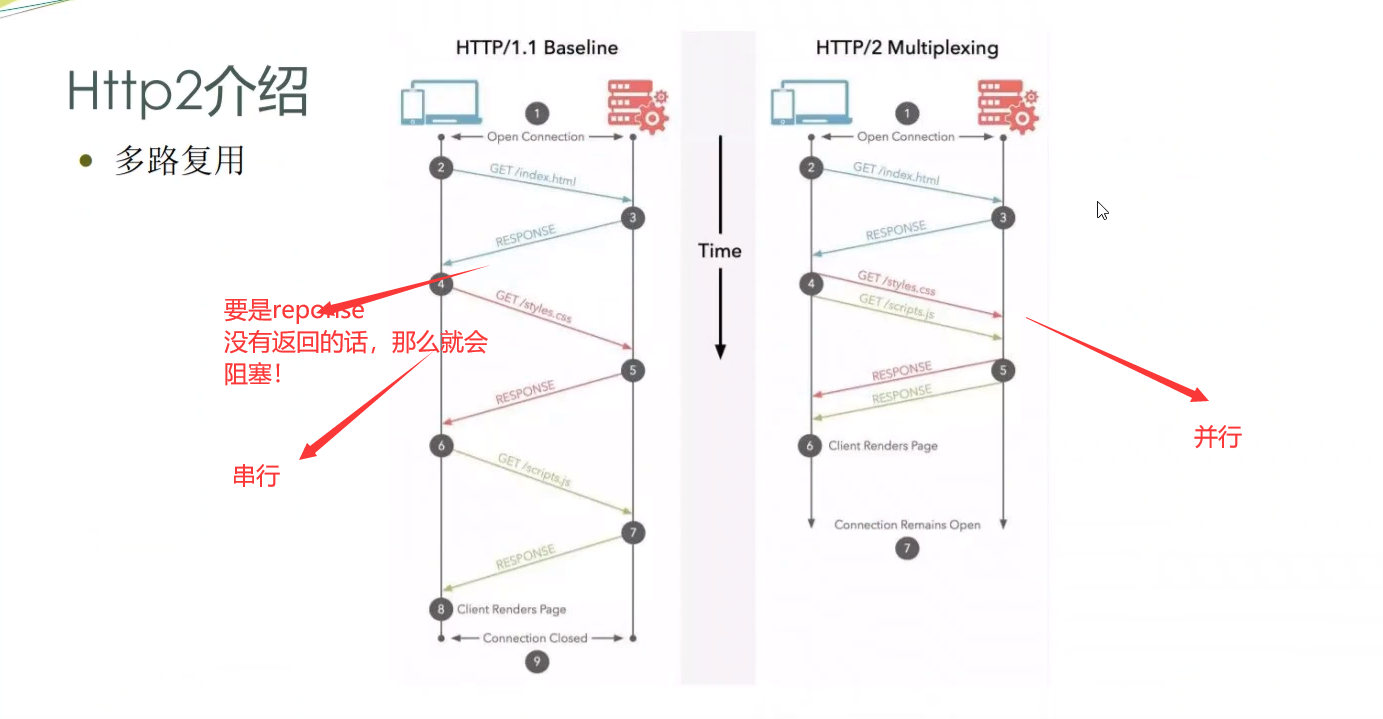 Http2介绍
多路复用
HTTP/1.1 Baseline
1
Open Connection
2
GET /index.html
3
RESPONSE
4
GET /styles.css
5
RESPONSE
6
GET /scripts.js
7
RESPONSE
8
Client Renders Page
Connection Closed
9
要是reponse
没有返回的话，那么就会
阻塞！
串行
Time
HTTP/2 Multiplexing
1
Open Connection
2
GET /index.html
3
RESPONSE
4
GET /styles.css
GET /scripts.js
5
RESPONSE
RESPONSE
6
Client Renders Page
Connection Remains Open
7
并行